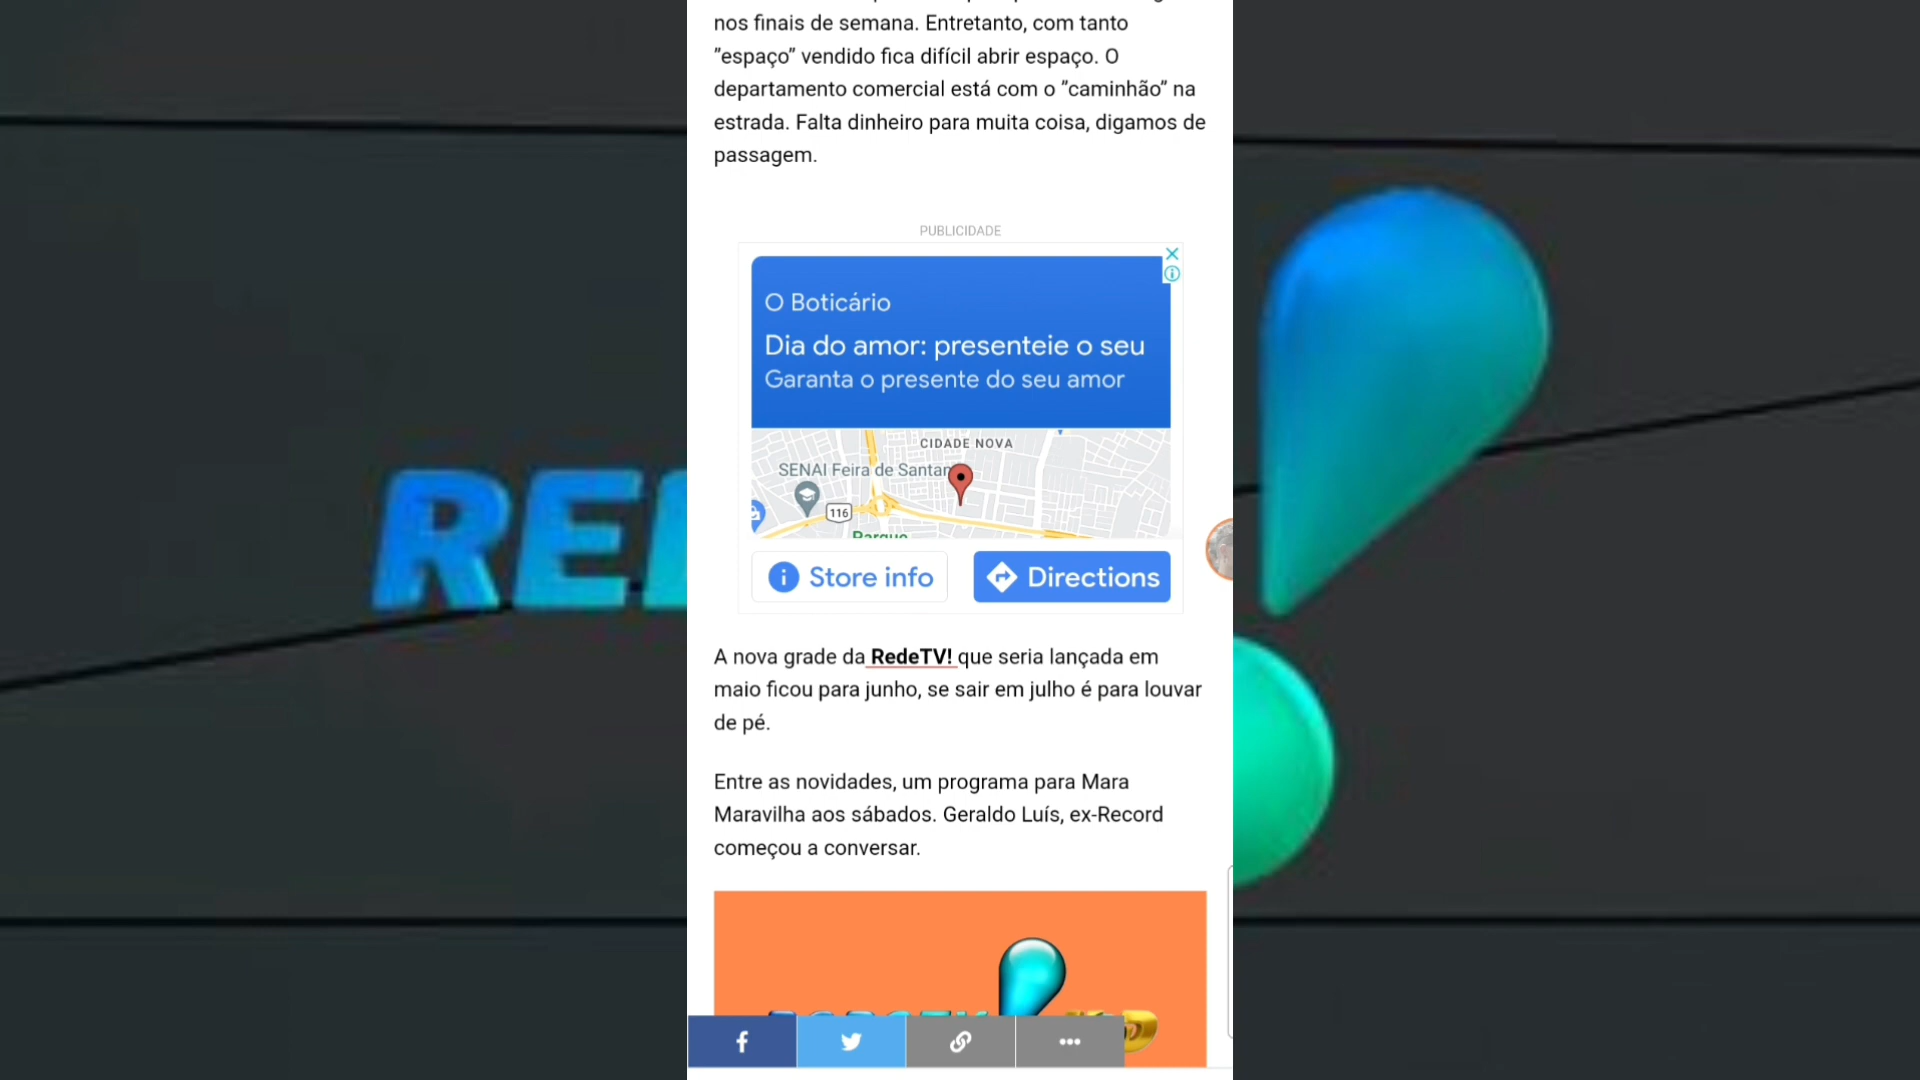 nos finais de semana. Entretanto, com tanto
”espaço” vendido fica difícil abrir espaço. O
departamento comercial está com o ”caminhão” na
estrada. Falta dinheiro para muita coisa, digamos de
passagem.
PUBLICIDADE
O Boticário
Dia do amor: presenteie o seu
Garanta o presente do seu amor
CIDADE NOVA
SENAI Feira de Santan
116
Parque
Store info
Directions
RE
A nova grade da RedeTV! que seria lançada em
maio ficou para junho, se sair em julho é para louvar
de pé.
Entre as novidades, um programa para Mara
Maravilha aos sábados. Geraldo Luís, ex-Record
começou a conversar.